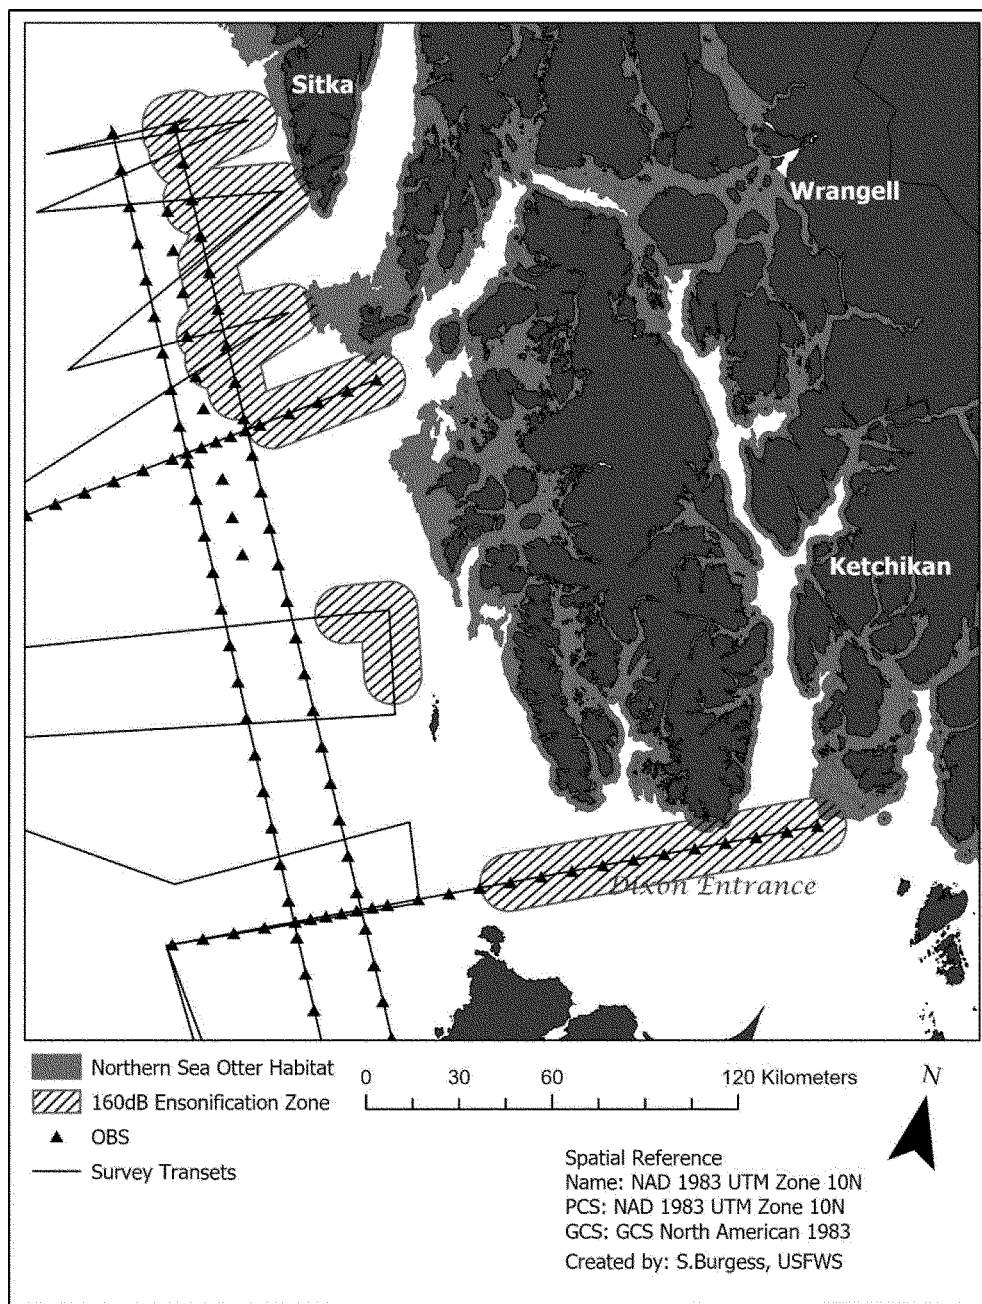 Sitka
Wrangell
Ketchikan
Dixon Entrance
Northern Sea Otter Habitat
160dB Ensonification Zone
OBS
Survey Transets
0 30 60 120 Kilometers
N
Spatial Reference
Name: NAD 1983 UTM Zone 10N
PCS: NAD 1983 UTM Zone 10N
GCS: GCS North American 1983
Created by: S.Burgess, USFWS